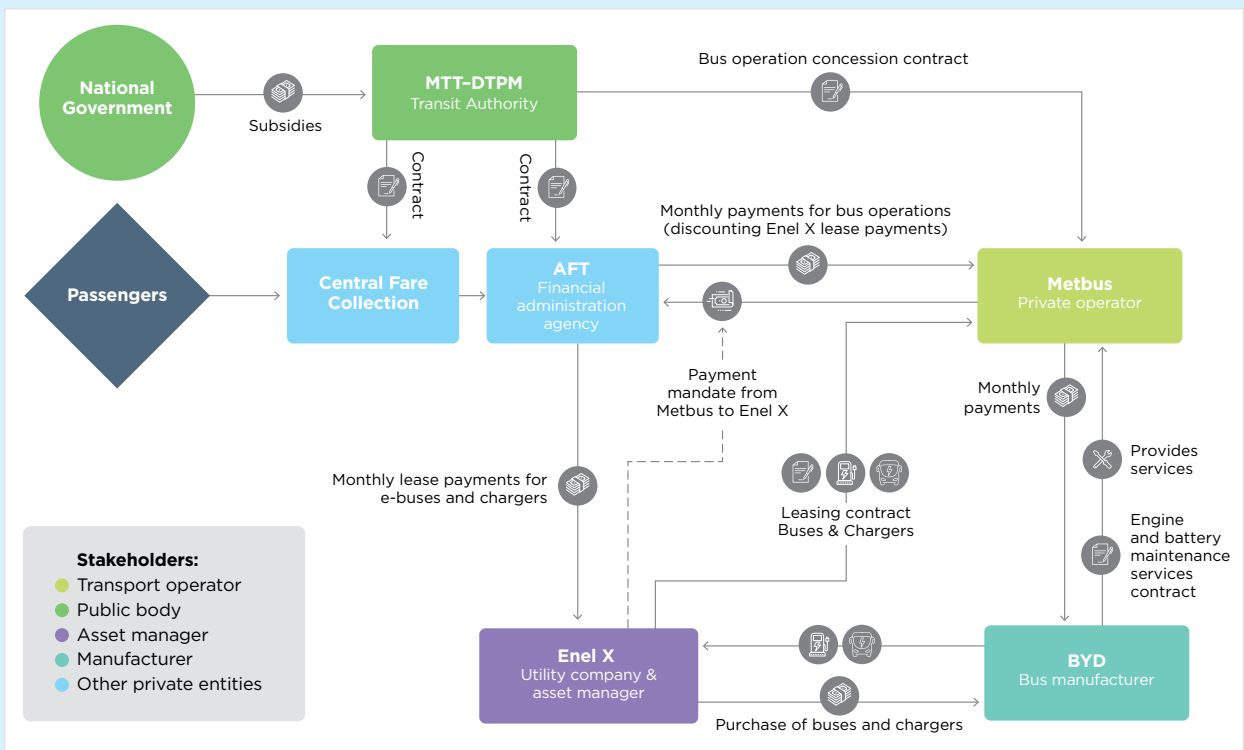 National
Government
Subsidies
MTT–DTPM
Transit Authority
Bus operation concession contract
Contract
Contract
Passengers
Central Fare
Collection
AFT
Financial
administration
agency
Monthly payments for bus operations
(discounting Enel X lease payments)
Metbus
Private operator
Payment
mandate from
Metbus to Enel X
Monthly
payments
Provides
services
Monthly lease payments for
e-buses and chargers
Leasing contract
Buses & Chargers
Engine
and battery
maintenance
services
contract
Stakeholders:
Transport operator
Public body
Asset manager
Manufacturer
Other private entities
Enel X
Utility company &
asset manager
BYD
Bus manufacturer
Purchase of buses and chargers